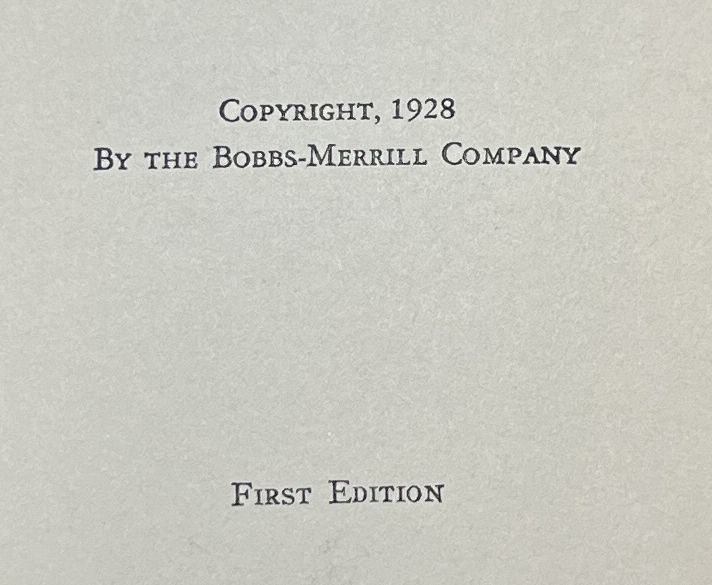 COPYRIGHT, 1928
BY THE BOBBS-MERRILL COMPANY
FIRST EDITION